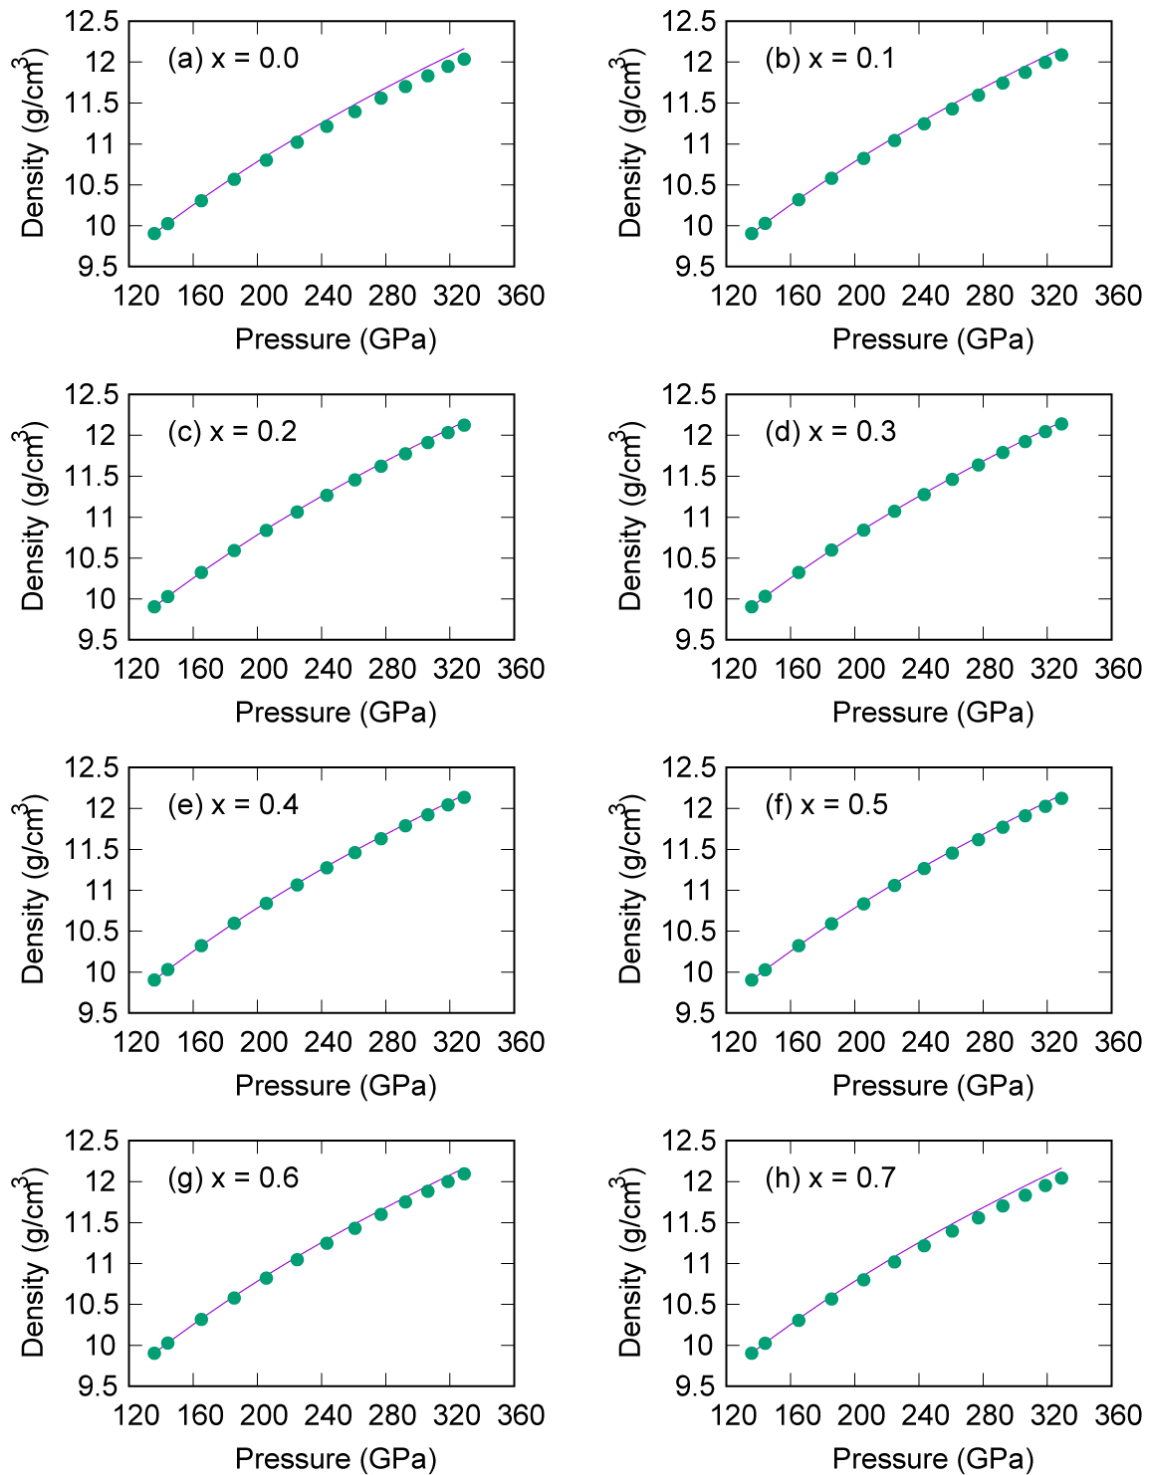 (a) x = 0.0
Density (g/cm³)
12.5
12
11.5
11
10.5
10
9.5
120 160 200 240 280 320 360
Pressure (GPa)
(b) x = 0.1
Density (g/cm³)
12.5
12
11.5
11
10.5
10
9.5
120 160 200 240 280 320 360
Pressure (GPa)
(c) x = 0.2
Density (g/cm³)
12.5
12
11.5
11
10.5
10
9.5
120 160 200 240 280 320 360
Pressure (GPa)
(d) x = 0.3
Density (g/cm³)
12.5
12
11.5
11
10.5
10
9.5
120 160 200 240 280 320 360
Pressure (GPa)
(e) x = 0.4
Density (g/cm³)
12.5
12
11.5
11
10.5
10
9.5
120 160 200 240 280 320 360
Pressure (GPa)
(f) x = 0.5
Density (g/cm³)
12.5
12
11.5
11
10.5
10
9.5
120 160 200 240 280 320 360
Pressure (GPa)
(g) x = 0.6
Density (g/cm³)
12.5
12
11.5
11
10.5
10
9.5
120 160 200 240 280 320 360
Pressure (GPa)
(h) x = 0.7
Density (g/cm³)
12.5
12
11.5
11
10.5
10
9.5
120 160 200 240 280 320 360
Pressure (GPa)